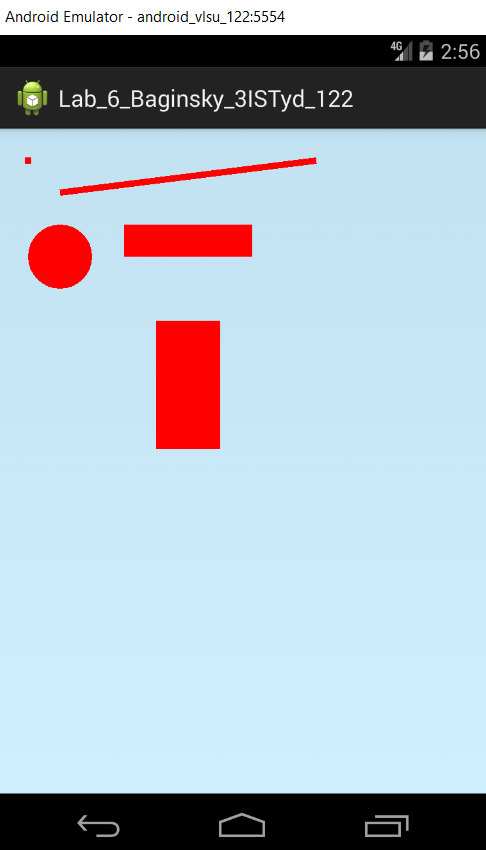 Android Emulator - android_vlsu_122:5554
4G 2:56
Lab_6_Baginsky_3ISTyd_122